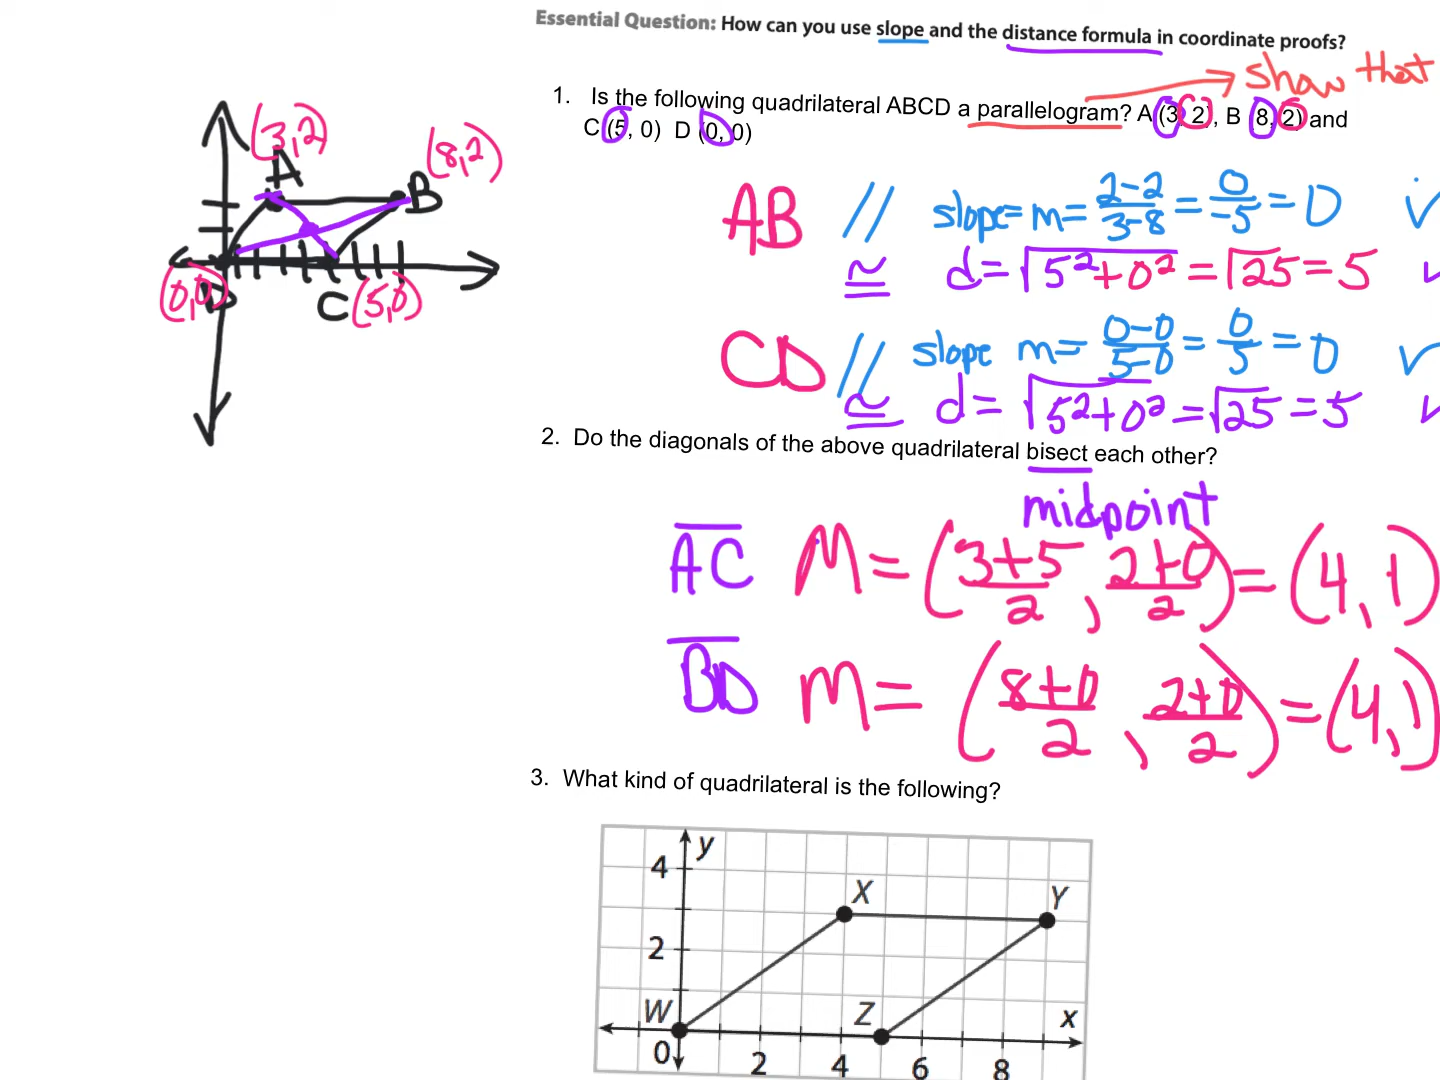 Essential Question: How can you use slope and the distance formula in coordinate proofs?
show that
1. Is the following quadrilateral ABCD a parallelogram? A (3, 2), B (8, 2) and
C (5, 0) D (0, 0)
(3,2)
(8,2)
A
B
(0,0)
D
C (5,0)
AB // slope = m = 2-2/3-8 = 0/-5 = 0 ✓
≅ d = √5²+0² = √25 = 5 ✓
CD // slope m = 0-0/5-0 = 0/5 = 0 ✓
≅ d = √5²+0² = √25 = 5 ✓
2. Do the diagonals of the above quadrilateral bisect each other?
midpoint
AC M = (3+5/2, 2+0/2) = (4,1)
BD m = (8+0/2, 2+0/2) = (4,1)
3. What kind of quadrilateral is the following?
y
4
X
Y
2
W
Z
x
0 2 4 6 8